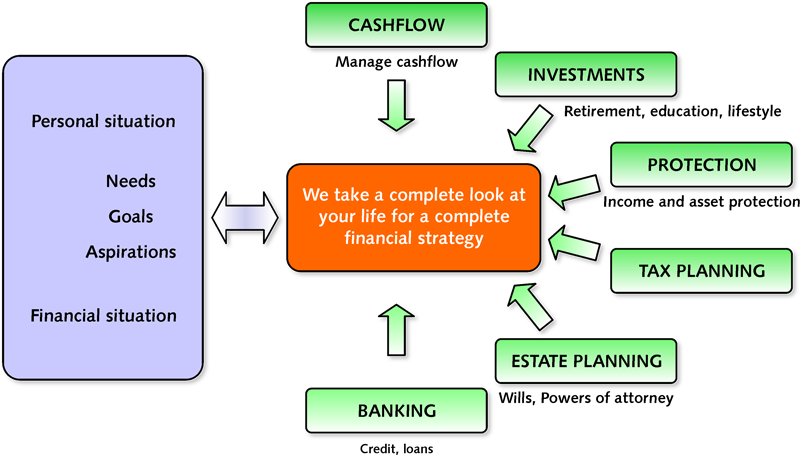 Personal situation
Needs
Goals
Aspirations
Financial situation
We take a complete look at
your life for a complete
financial strategy
CASHFLOW
Manage cashflow
INVESTMENTS
Retirement, education, lifestyle
PROTECTION
Income and asset protection
TAX PLANNING
ESTATE PLANNING
Wills, Powers of attorney
BANKING
Credit, loans